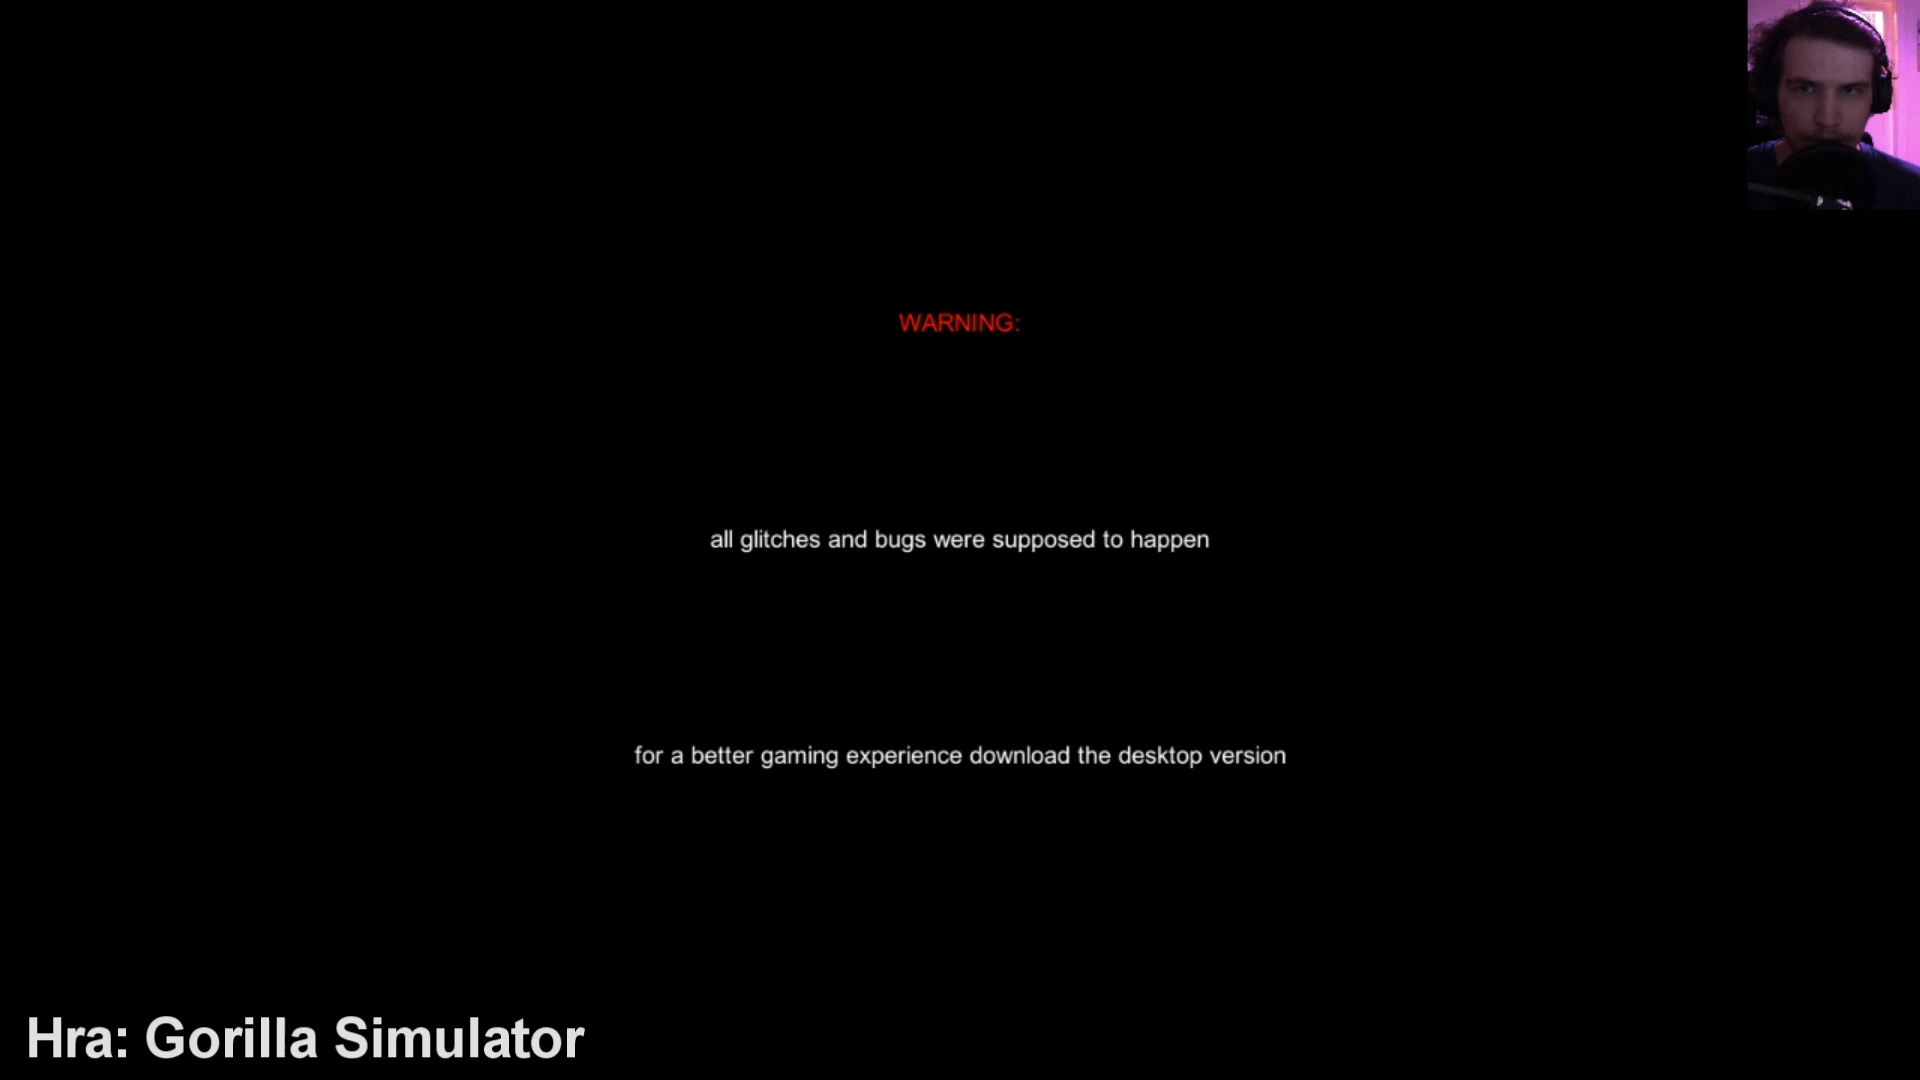 WARNING:
all glitches and bugs were supposed to happen
for a better gaming experience download the desktop version
Hra: Gorilla Simulator